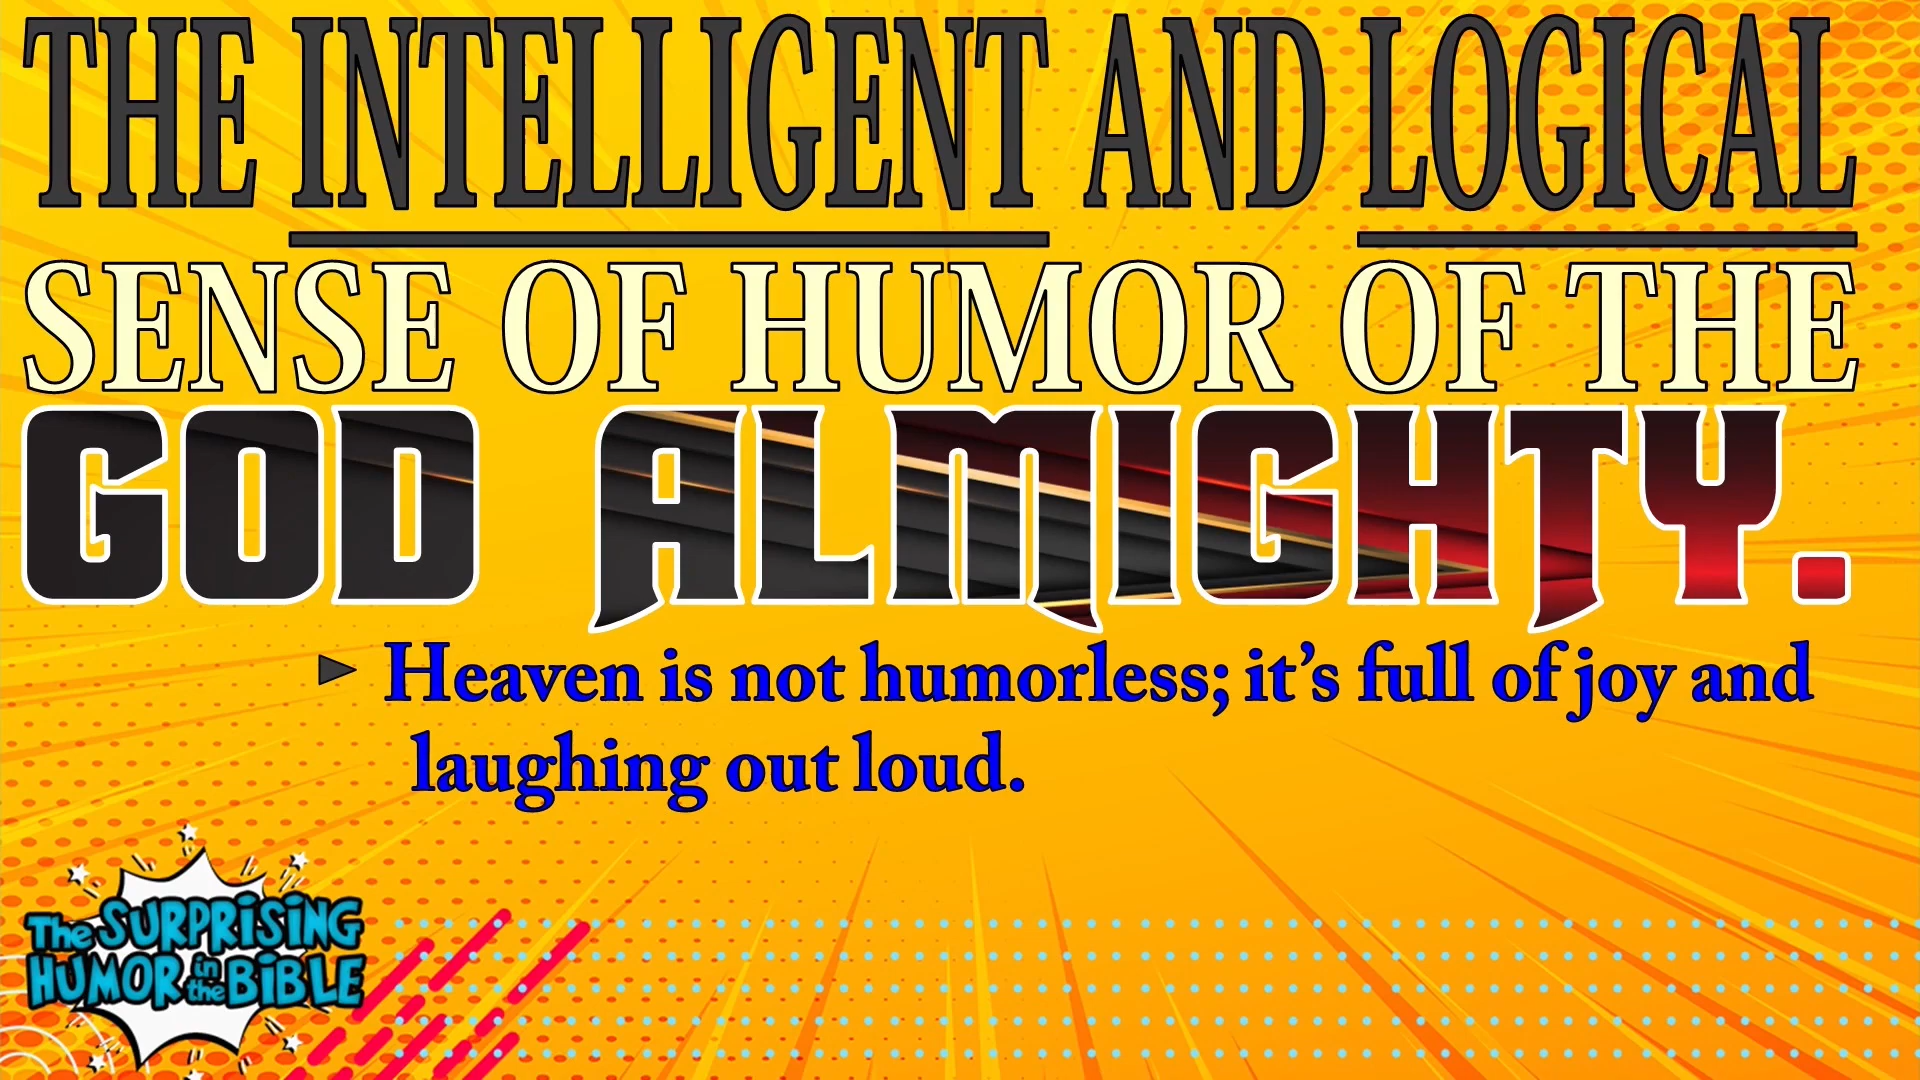 THE INTELLIGENT AND LOGICAL
SENSE OF HUMOR OF THE
GOD ALMIGHTY.
Heaven is not humorless; it’s full of joy and
laughing out loud.
The SURPRISING
HUMOR in the BIBLE